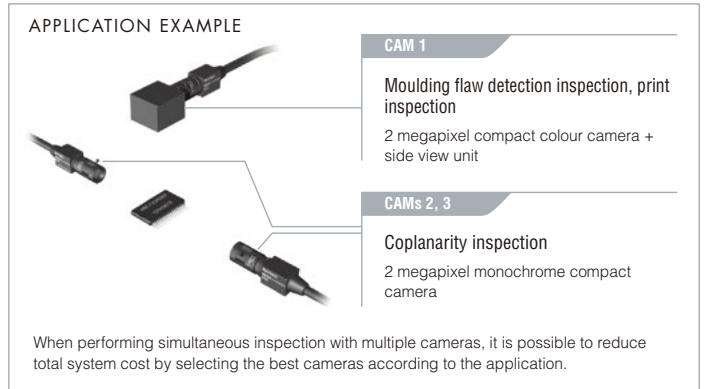 APPLICATION EXAMPLE
CAM 1
Moulding flaw detection inspection, print
inspection
2 megapixel compact colour camera +
side view unit
CAMs 2, 3
Coplanarity inspection
2 megapixel monochrome compact
camera
When performing simultaneous inspection with multiple cameras, it is possible to reduce
total system cost by selecting the best cameras according to the application.